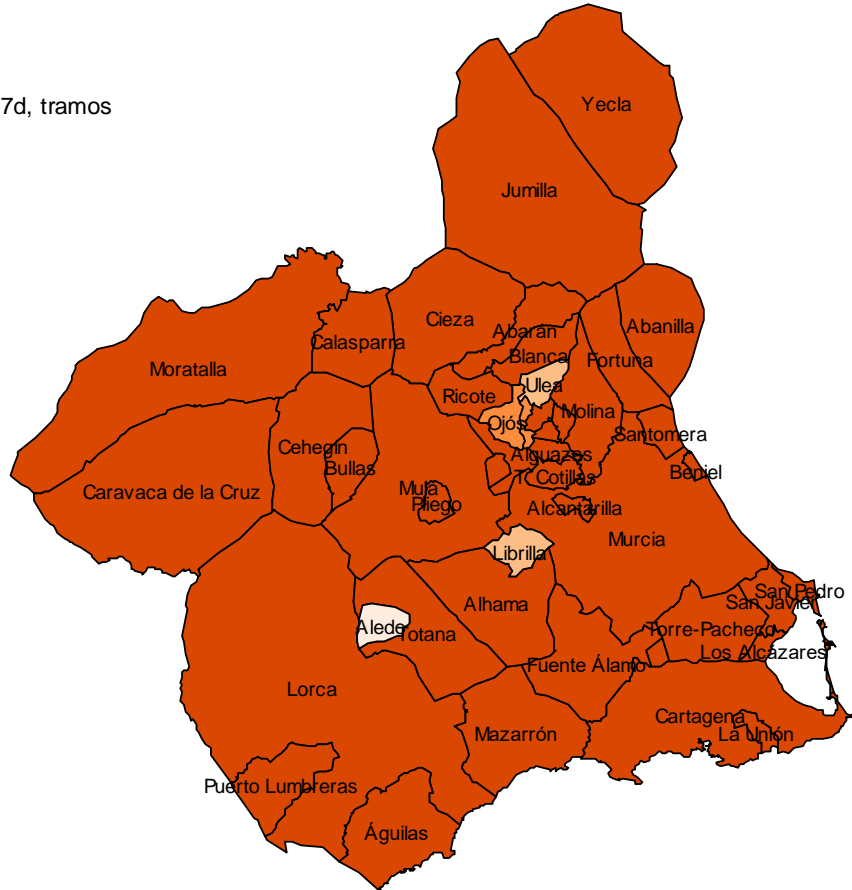 7d, tramos
Yecla
Jumilla
Cieza
Abarán
Abanilla
Calasparra
Blanca
Fortuna
Moratalla
Ulea
Ricote
Molina
Ojós
Santomera
Cehegín
Alguazas
Bullas
Beniel
T. Cotillas
Caravaca de la Cruz
Mula
Pliego
Alcantarilla
Murcia
Librilla
San Pedro
San Javier
Alhama
Aledo
Totana
Torre-Pacheco
Los Alcázares
Fuente Álamo
Lorca
Cartagena
La Unión
Mazarrón
Puerto Lumbreras
Águilas